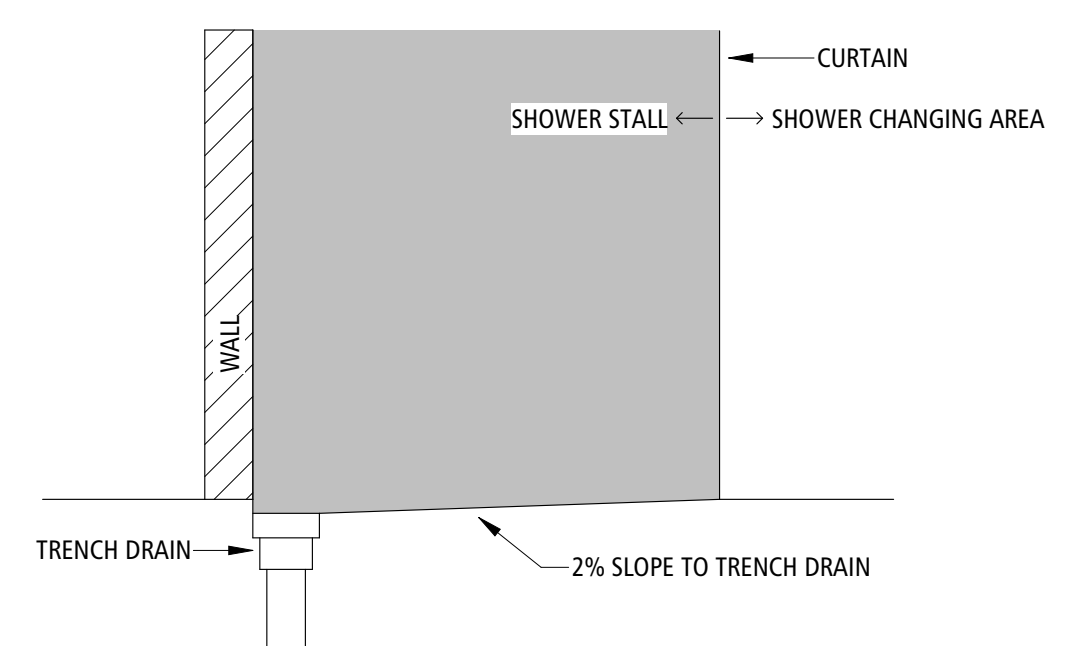 CURTAIN
SHOWER STALL
SHOWER CHANGING AREA
WALL
TRENCH DRAIN
2% SLOPE TO TRENCH DRAIN